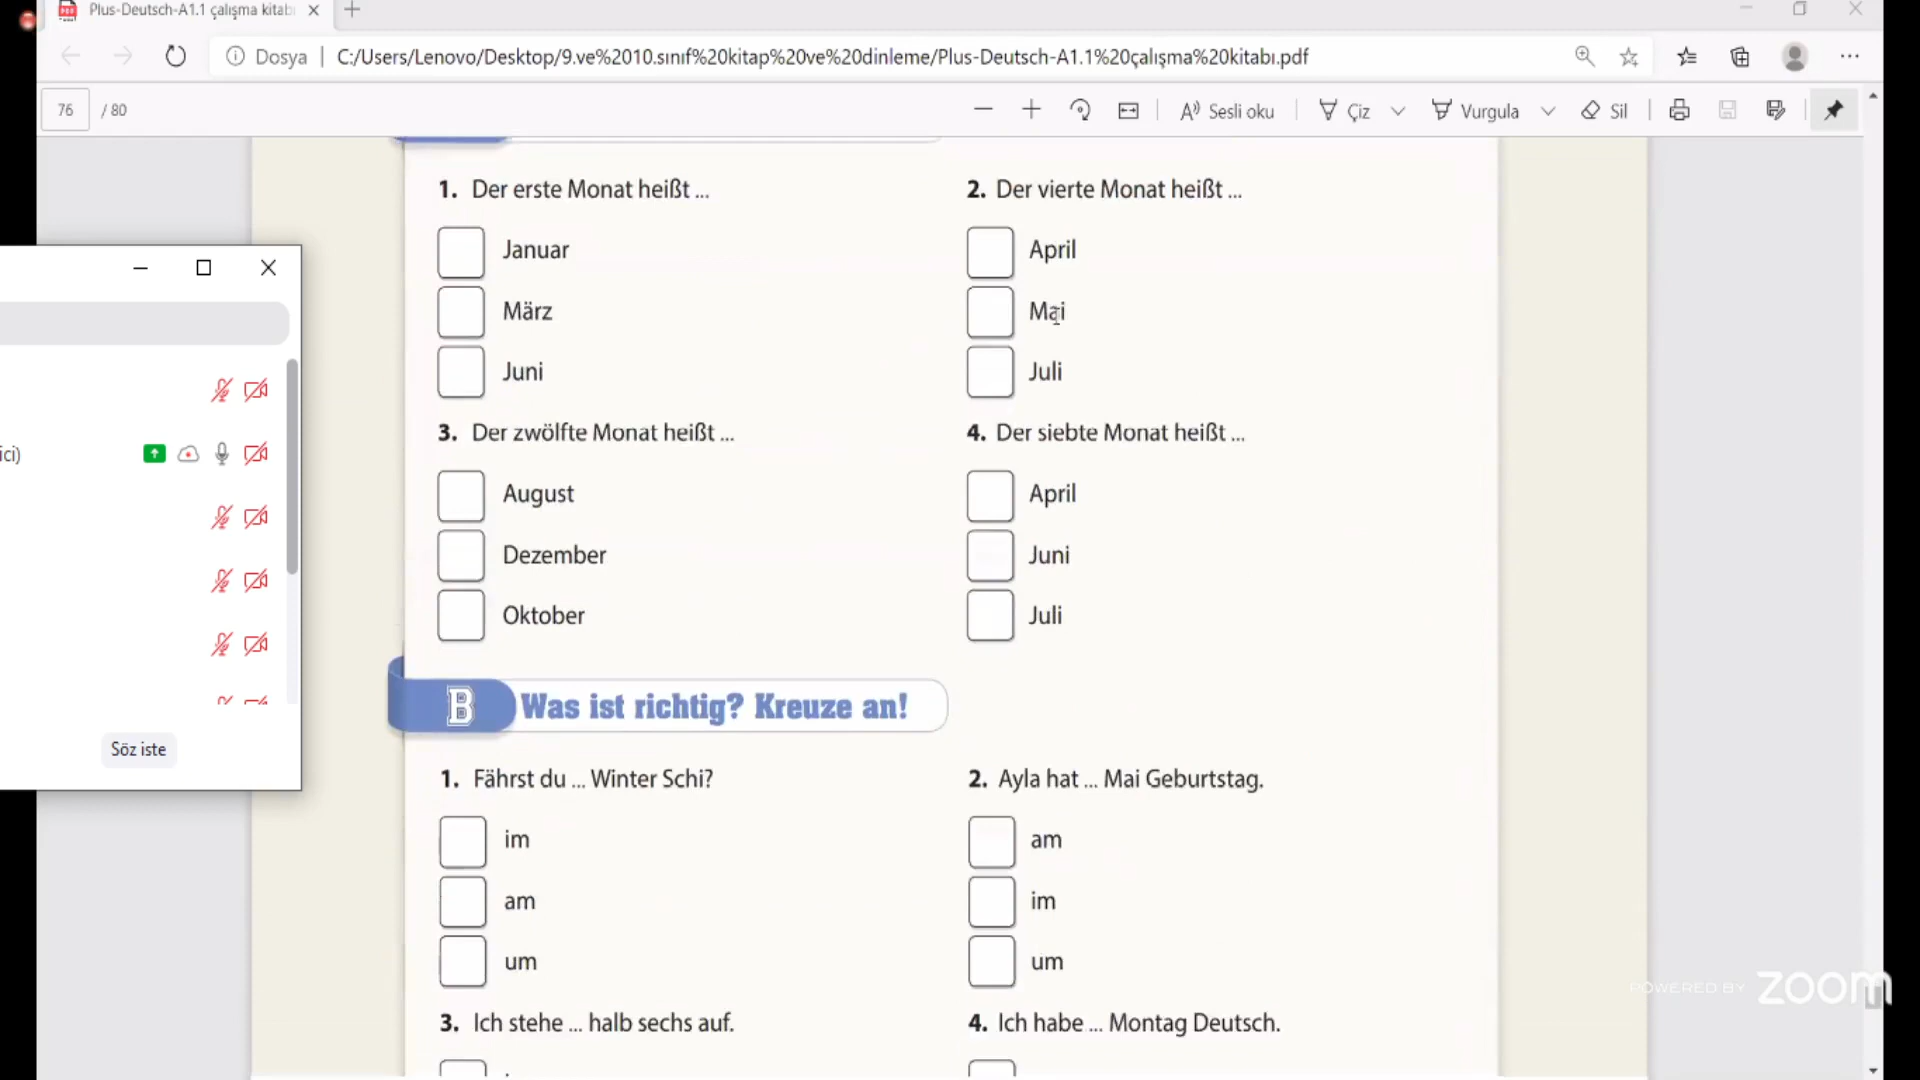 Plus-Deutsch-A1.1 çalışma kitabı
Dosya
C:/Users/Lenovo/Desktop/9.ve%2010.sınıf%20kitap%20ve%20dinleme/Plus-Deutsch-A1.1%20çalışma%20kitabı.pdf
76 / 80
Sesli oku
Çiz
Vurgula
Sil
1. Der erste Monat heißt ...
Januar
März
Juni
2. Der vierte Monat heißt ...
April
Mai
Juli
3. Der zwölfte Monat heißt ...
August
Dezember
Oktober
4. Der siebte Monat heißt ...
April
Juni
Juli
ici)
Söz iste
B Was ist richtig? Kreuze an!
1. Fährst du ... Winter Schi?
im
am
um
2. Ayla hat ... Mai Geburtstag.
am
im
um
3. Ich stehe ... halb sechs auf.
4. Ich habe ... Montag Deutsch.
POWERED BY zoom